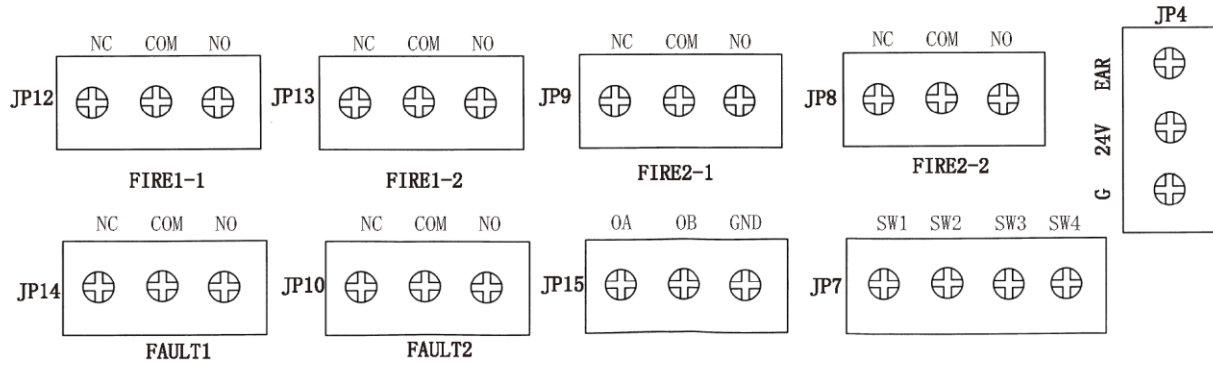 JP4
NC COM NO
NC COM NO
NC COM NO
NC COM NO
JP12
JP13
JP9
JP8
EAR
24V
G
FIRE1-1
FIRE1-2
FIRE2-1
FIRE2-2
NC COM NO
NC COM NO
OA OB GND
SW1 SW2 SW3 SW4
JP14
JP10
JP15
JP7
FAULT1
FAULT2